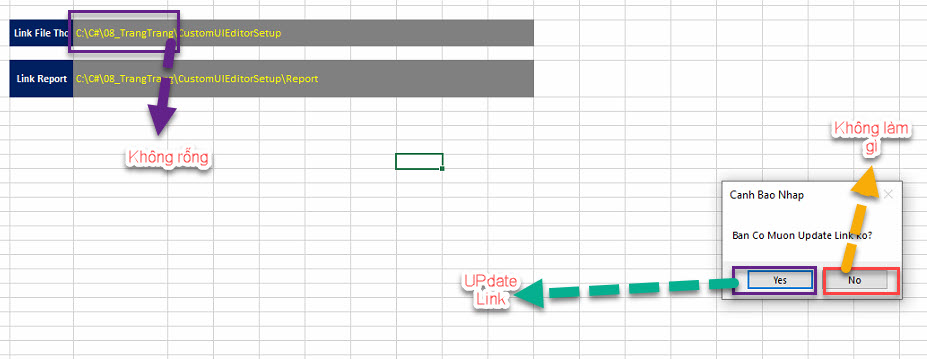 Link File Tho
C:\C#\08_TrangTrang\CustomUIEditorSetup
Link Report
C:\C#\08_TrangTrang\CustomUIEditorSetup\Report
Không rỗng
Không làm
gì
Canh Bao Nhap
Ban Co Muon Update Link Ko?
Yes
No
UPdate
Link